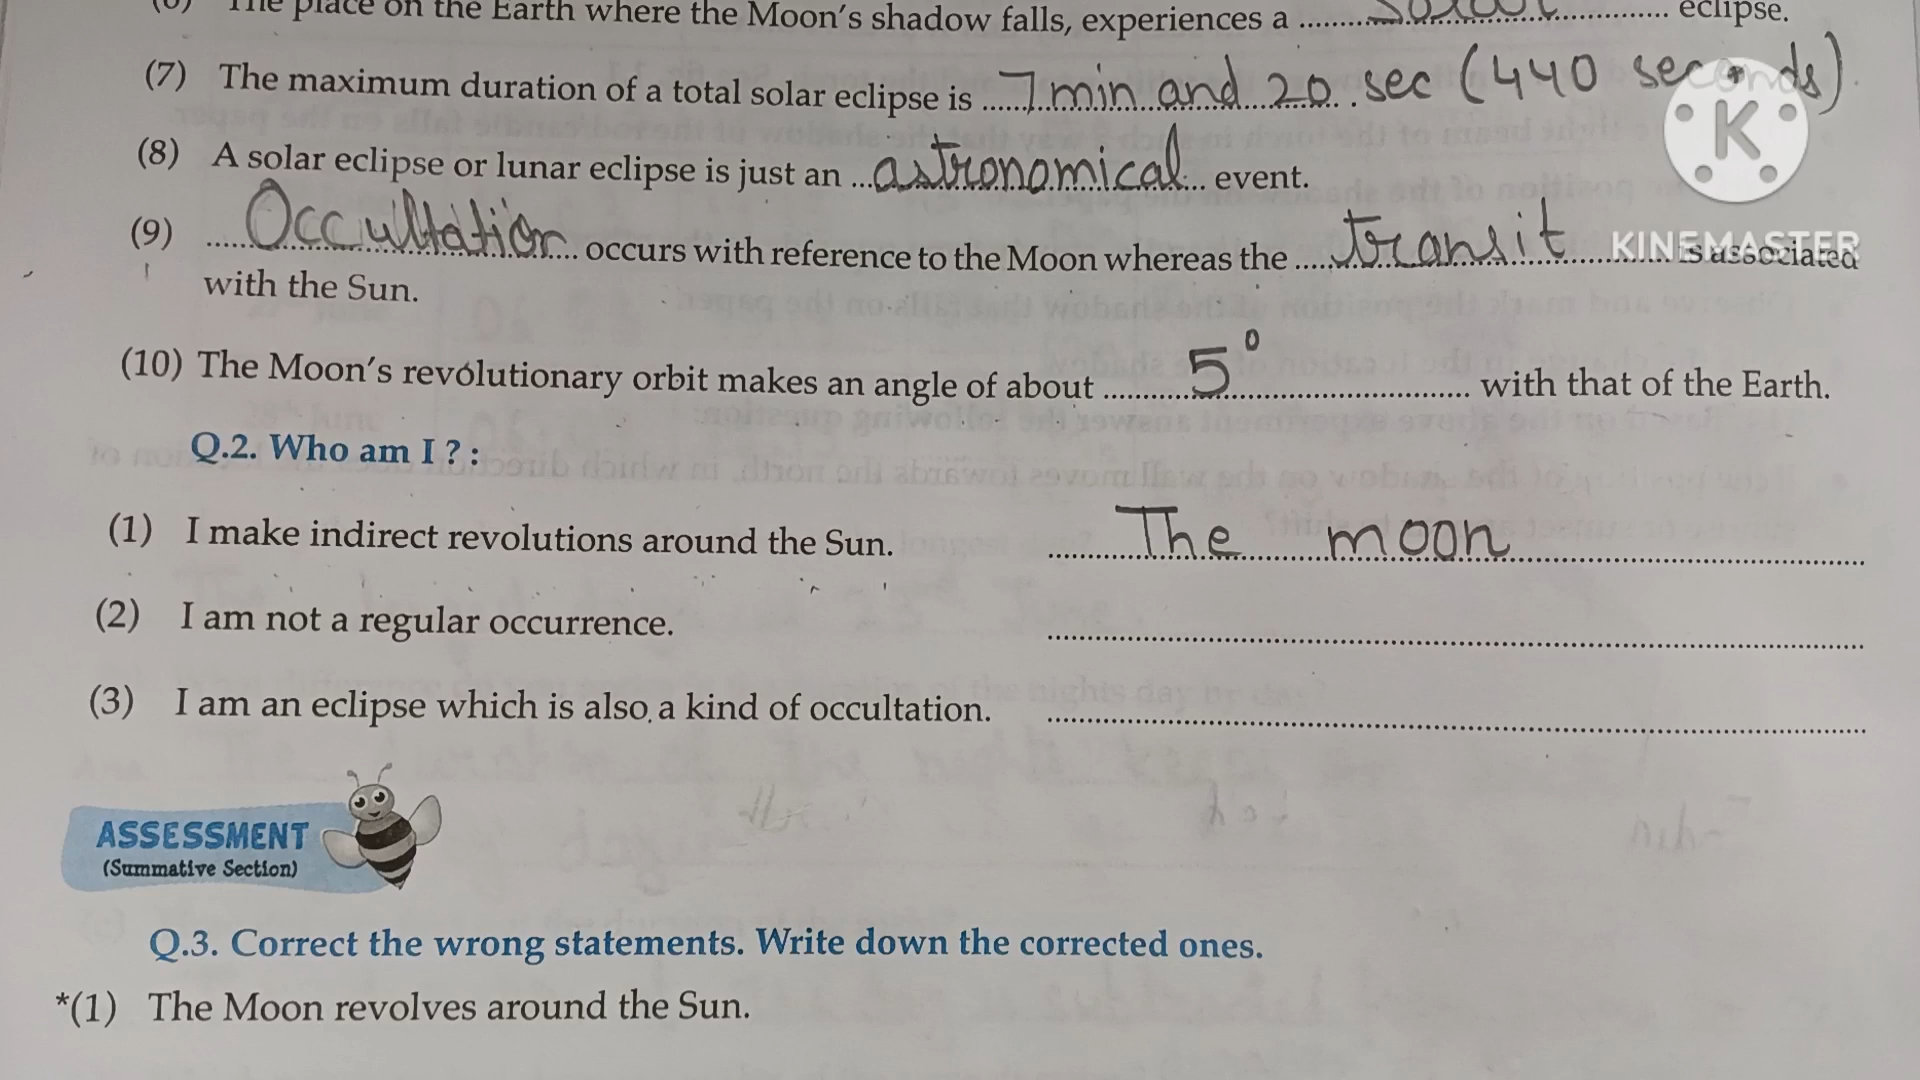 (6) The place on the Earth where the Moon's shadow falls, experiences a ............ solar ............ eclipse.
(7) The maximum duration of a total solar eclipse is ..... 7 min and 20 sec (440 seconds)
(8) A solar eclipse or lunar eclipse is just an ... astronomical ... event.
(9) ..... Occultation ..... occurs with reference to the Moon whereas the ..... transit ..... is associated
with the Sun.
(10) The Moon's revolutionary orbit makes an angle of about ..... 5° ..... with that of the Earth.
Q.2. Who am I ? :
(1) I make indirect revolutions around the Sun. ..... The moon .....
(2) I am not a regular occurrence. ..........
(3) I am an eclipse which is also a kind of occultation. ..........
ASSESSMENT
(Summative Section)
Q.3. Correct the wrong statements. Write down the corrected ones.
*(1) The Moon revolves around the Sun.
K
KINEMASTER